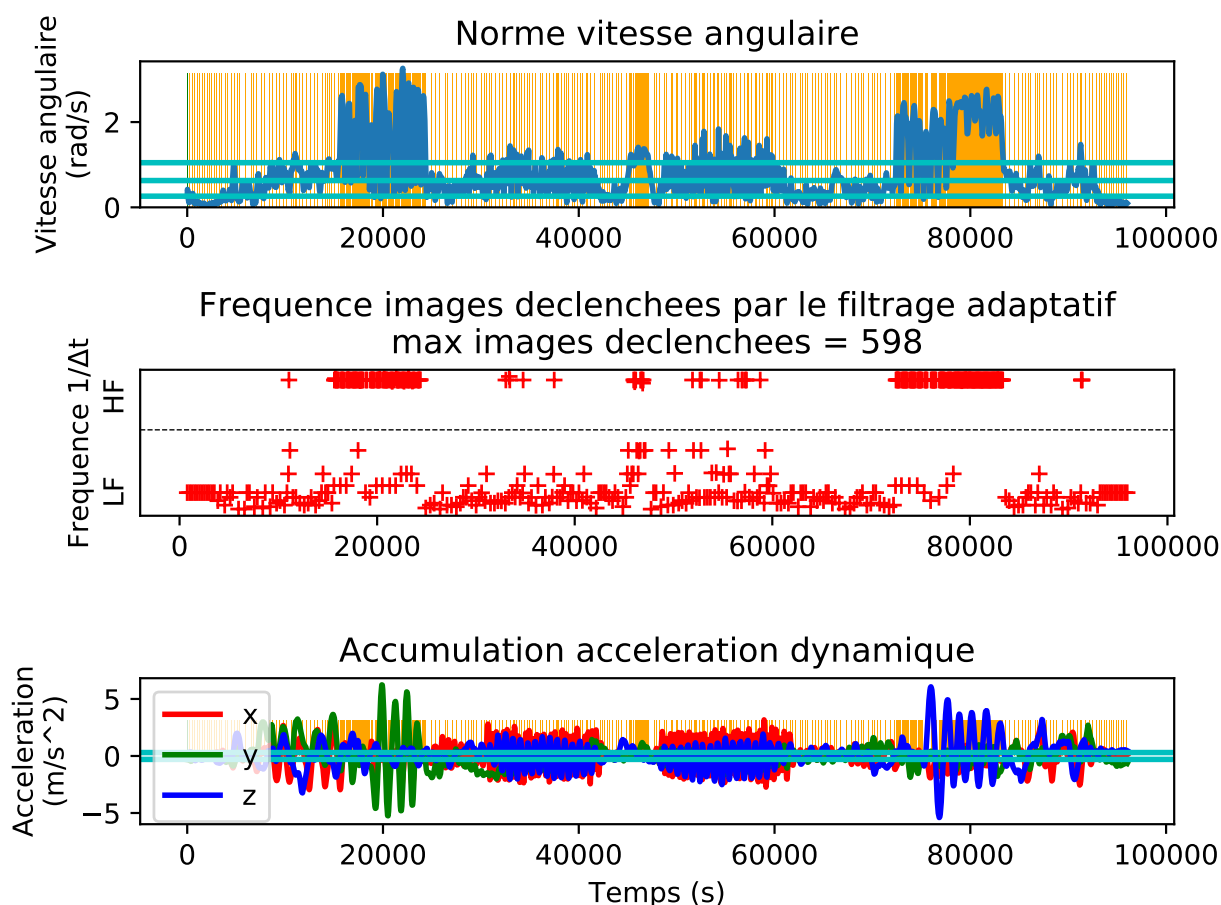 Norme vitesse angulaire
Vitesse angulaire
(rad/s)
2
0
0 20000 40000 60000 80000 100000
Frequence images declenchees par le filtrage adaptatif
max images declenchees = 598
Frequence 1/Δt
HF
LF
0 20000 40000 60000 80000 100000
Accumulation acceleration dynamique
Acceleration
(m/s^2)
5
0
−5
x
y
z
0 20000 40000 60000 80000 100000
Temps (s)